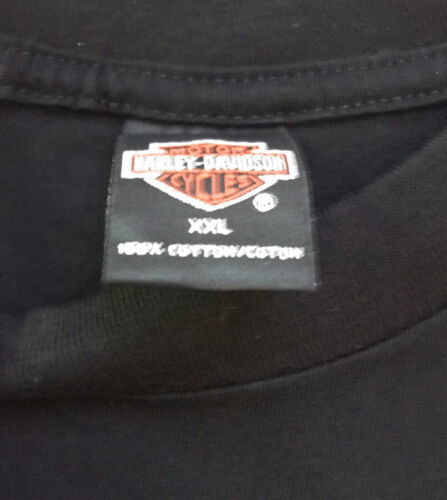 MOTOR
HARLEY-DAVIDSON
CYCLES
®
XXL
100% COTTON/COTON